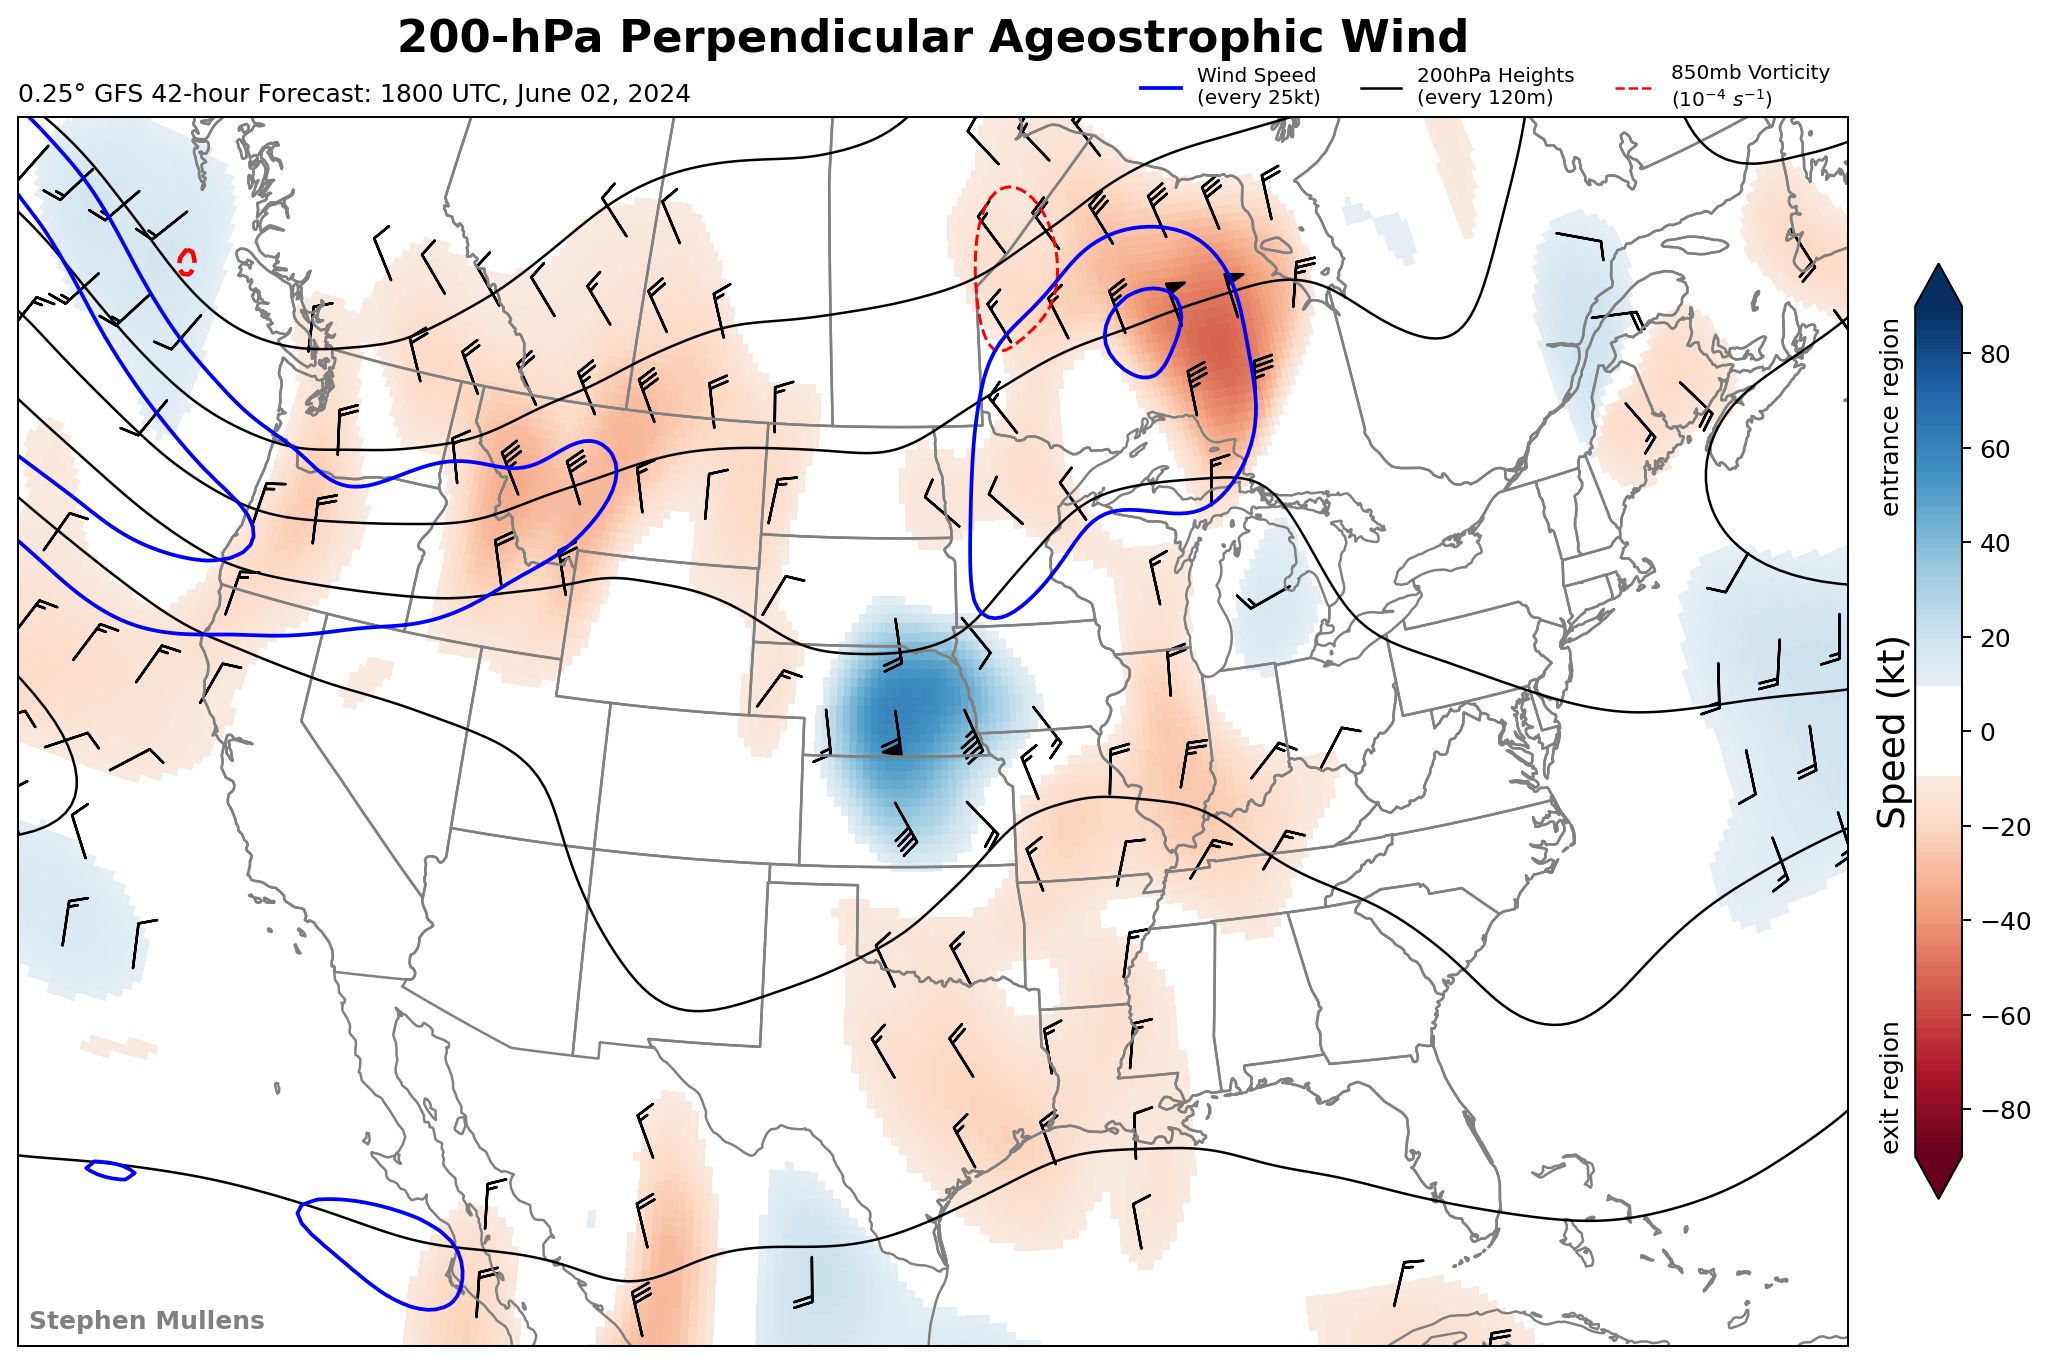 200-hPa Perpendicular Ageostrophic Wind
0.25° GFS 42-hour Forecast: 1800 UTC, June 02, 2024
Wind Speed
(every 25kt)
200hPa Heights
(every 120m)
850mb Vorticity
(10⁻⁴ s⁻¹)
entrance region
Speed (kt)
exit region
80
60
40
20
0
−20
−40
−60
−80
Stephen Mullens